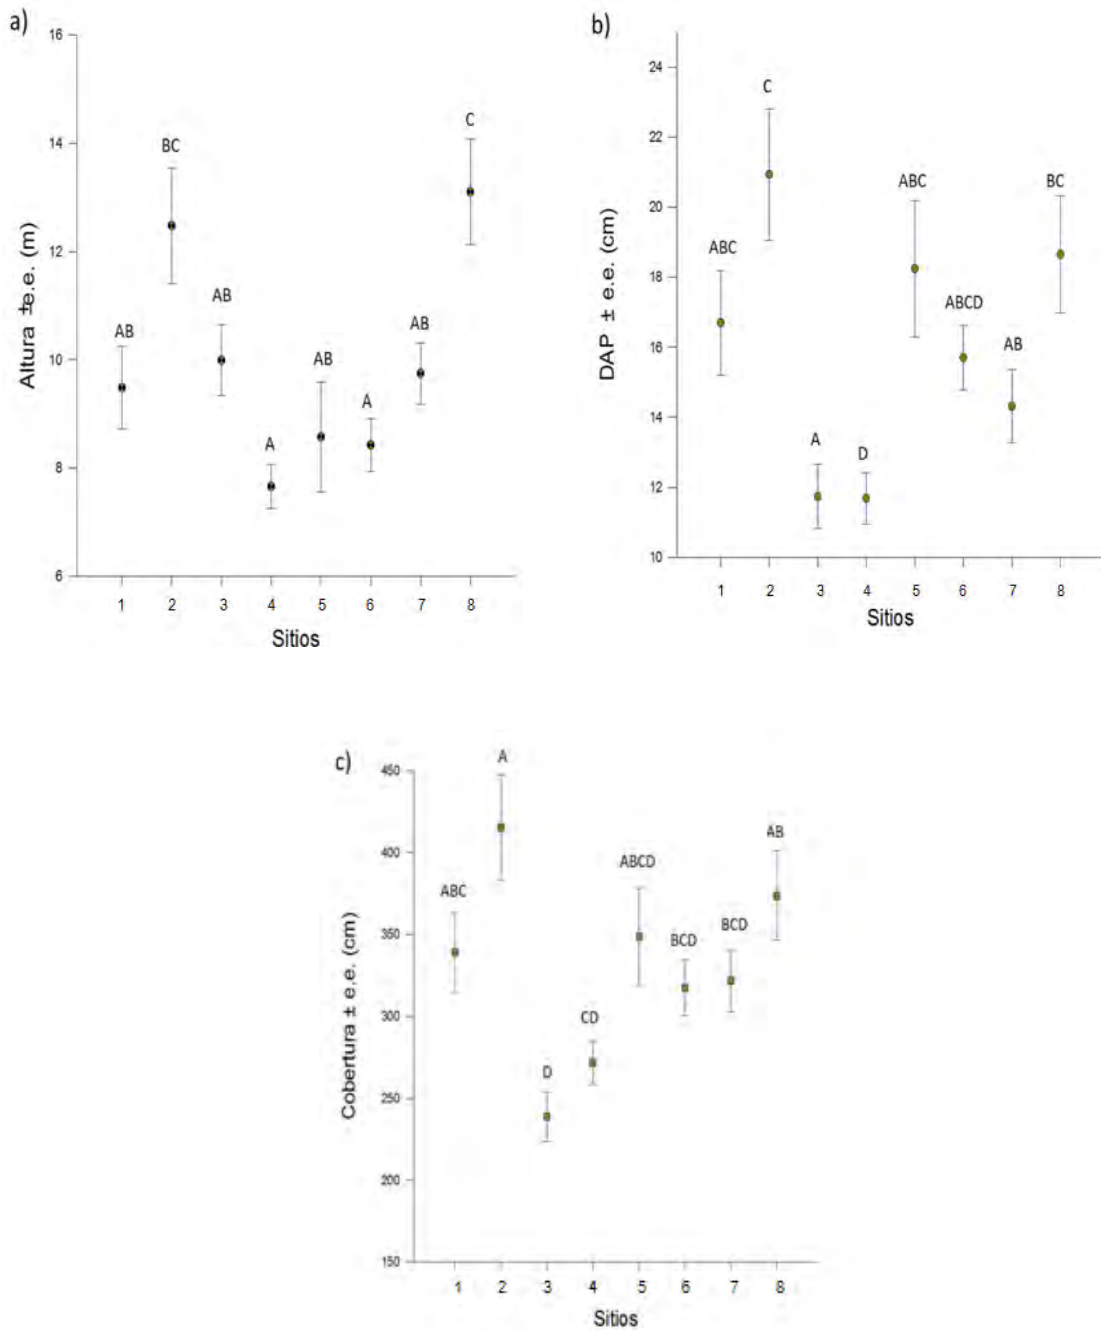 a)
16
14
12
10
8
6
Altura ±e.e. (m)
AB
BC
AB
A
AB
A
AB
C
1 2 3 4 5 6 7 8
Sitios
b)
24
22
20
18
16
14
12
10
DAP ± e.e. (cm)
ABC
C
A
D
ABC
ABCD
AB
BC
1 2 3 4 5 6 7 8
Sitios
c)
450
400
350
300
250
200
150
Cobertura ± e.e. (cm)
ABC
A
D
CD
ABCD
BCD
BCD
AB
1 2 3 4 5 6 7 8
Sitios